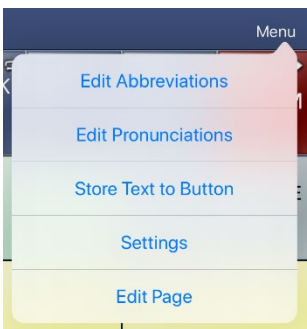 Menu
Edit Abbreviations
Edit Pronunciations
Store Text to Button
Settings
Edit Page